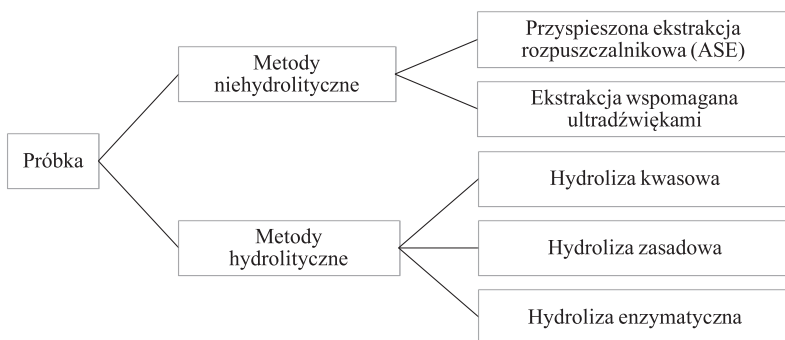 Próbka
Metody
niehydrolityczne
Przyspieszona ekstrakcja
rozpuszczalnikowa (ASE)
Ekstrakcja wspomagana
ultradźwiękami
Metody
hydrolityczne
Hydroliza kwasowa
Hydroliza zasadowa
Hydroliza enzymatyczna